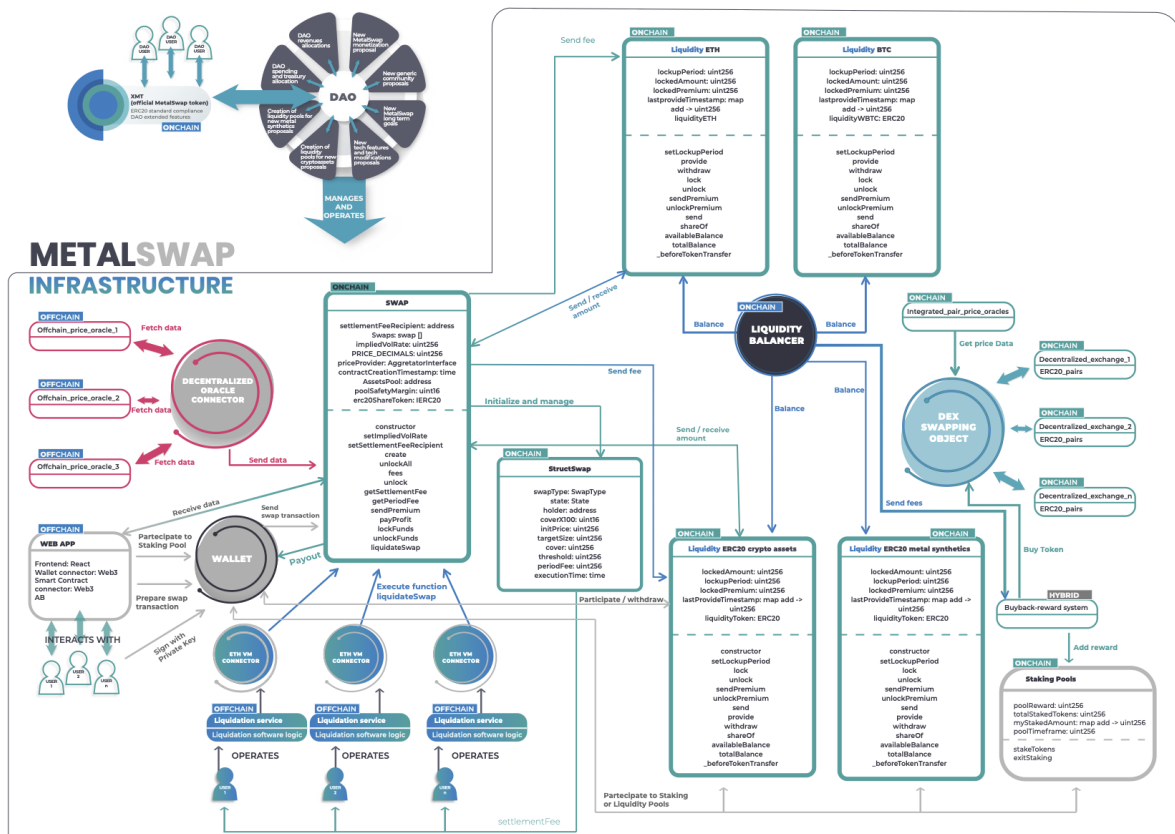 DAO
USER
DAO
USER
DAO
USER
XMT
(official MetalSwap token)
ERC20 standard compliance
DAO extended features
ONCHAIN
DAO
revenues
allocations
New
MetalSwap
monetization
proposal
DAO
spending and
treasury
allocation
New generic
community
proposals
DAO
Creation of
liquidity pools for
new metal
synthetics
proposals
New
MetalSwap
long term
goals
Creation of
liquidity
pools for new
cryptoassets
proposals
New
tech features
and tech
modifications
proposals
MANAGES
AND
OPERATES
METALSWAP
INFRASTRUCTURE
ONCHAIN
Liquidity ETH
lockupPeriod: uint256
lockedAmount: uint256
lockedPremium: uint256
lastprovideTimestamp: map
add -> uint256
liquidityETH
setLockupPeriod
provide
withdraw
lock
unlock
sendPremium
unlockPremium
send
shareOf
availableBalance
totalBalance
_beforeTokenTransfer
ONCHAIN
Liquidity BTC
lockupPeriod: uint256
lockedAmount: uint256
lockedPremium: uint256
lastprovideTimestamp: map
add -> uint256
liquidityWBTC: ERC20
setLockupPeriod
provide
withdraw
lock
unlock
sendPremium
unlockPremium
send
shareOf
availableBalance
totalBalance
_beforeTokenTransfer
Send fee
Send / receive
amount
ONCHAIN
LIQUIDITY
BALANCER
Balance
Balance
Balance
Balance
ONCHAIN
SWAP
settlementFeeRecipient: address
Swaps: swap []
impliedVolRate: uint256
PRICE_DECIMALS: uint256
priceProvider: AggretatorInterface
contractCreationTimestamp: time
AssetsPool: address
poolSafetyMargin: uint16
erc20ShareToken: IERC20
constructor
setImpliedVolRate
setSettlementFeeRecipient
create
unlockAll
fees
unlock
getSettlementFee
getPeriodFee
sendPremium
payProfit
lockFunds
unlockFunds
liquidateSwap
Send fee
Initialize and manage
Send / receive
amount
ONCHAIN
StructSwap
swapType: SwapType
state: State
holder: address
coverX100: uint16
initPrice: uint256
targetSize: uint256
cover: uint256
threshold: uint256
periodFee: uint256
executionTime: time
OFFCHAIN
Offchain_price_oracle_1
OFFCHAIN
Offchain_price_oracle_2
OFFCHAIN
Offchain_price_oracle_3
Fetch data
Fetch data
Fetch data
DECENTRALIZED
ORACLE
CONNECTOR
Send data
ONCHAIN
Integrated_pair_price_oracles
Get price Data
DEX
SWAPPING
OBJECT
ONCHAIN
Decentralized_exchange_1
ERC20_pairs
ONCHAIN
Decentralized_exchange_2
ERC20_pairs
ONCHAIN
Decentralized_exchange_n
ERC20_pairs
Send fees
Buy Token
HYBRID
Buyback-reward system
Add reward
ONCHAIN
Staking Pools
poolReward: uint256
totalStakedTokens: uint256
myStakedAmount: map add -> uint256
poolTimeframe: uint256
stakeTokens
exitStaking
OFFCHAIN
WEB APP
Frontend: React
Wallet connector: Web3
Smart Contract
connector: Web3
AB
INTERACTS WITH
USER
1
USER
2
USER
n
Receive data
Partecipate to
Staking Pool
Prepare swap
transaction
Sign with
Private Key
WALLET
Send
swap transaction
Payout
Execute function
liquidateSwap
Participate / withdraw
ETH VM
CONNECTOR
ETH VM
CONNECTOR
ETH VM
CONNECTOR
OFFCHAIN
Liquidation service
Liquidation software logic
OFFCHAIN
Liquidation service
Liquidation software logic
OFFCHAIN
Liquidation service
Liquidation software logic
OPERATES
OPERATES
OPERATES
USER
1
USER
2
USER
n
settlementFee
ONCHAIN
Liquidity ERC20 crypto assets
lockedAmount: uint256
lockupPeriod: uint256
lockedPremium: uint256
lastProvideTimestamp: map add ->
uint256
liquidityToken: ERC20
constructor
setLockupPeriod
lock
unlock
sendPremium
unlockPremium
send
provide
withdraw
shareOf
availableBalance
totalBalance
_beforeTokenTransfer
ONCHAIN
Liquidity ERC20 metal synthetics
lockedAmount: uint256
lockupPeriod: uint256
lockedPremium: uint256
lastProvideTimestamp: map add ->
uint256
liquidityToken: ERC20
constructor
setLockupPeriod
lock
unlock
sendPremium
unlockPremium
send
provide
withdraw
shareOf
availableBalance
totalBalance
_beforeTokenTransfer
Partecipate to Staking
or Liquidity Pools